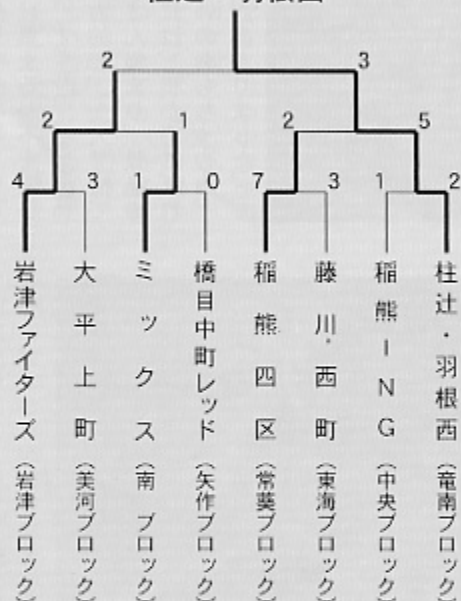 2 3
2 1 2 5
4 3 1 0 7 3 1 2
岩津ファイターズ(岩津ブロック)
大平上町(美河ブロック)
ミックス(南ブロック)
橋目中町レッド(矢作ブロック)
稲熊四区(常葵ブロック)
藤川・西町(東海ブロック)
稲熊ING(中央ブロック)
柱辻・羽根西(竜南ブロック)